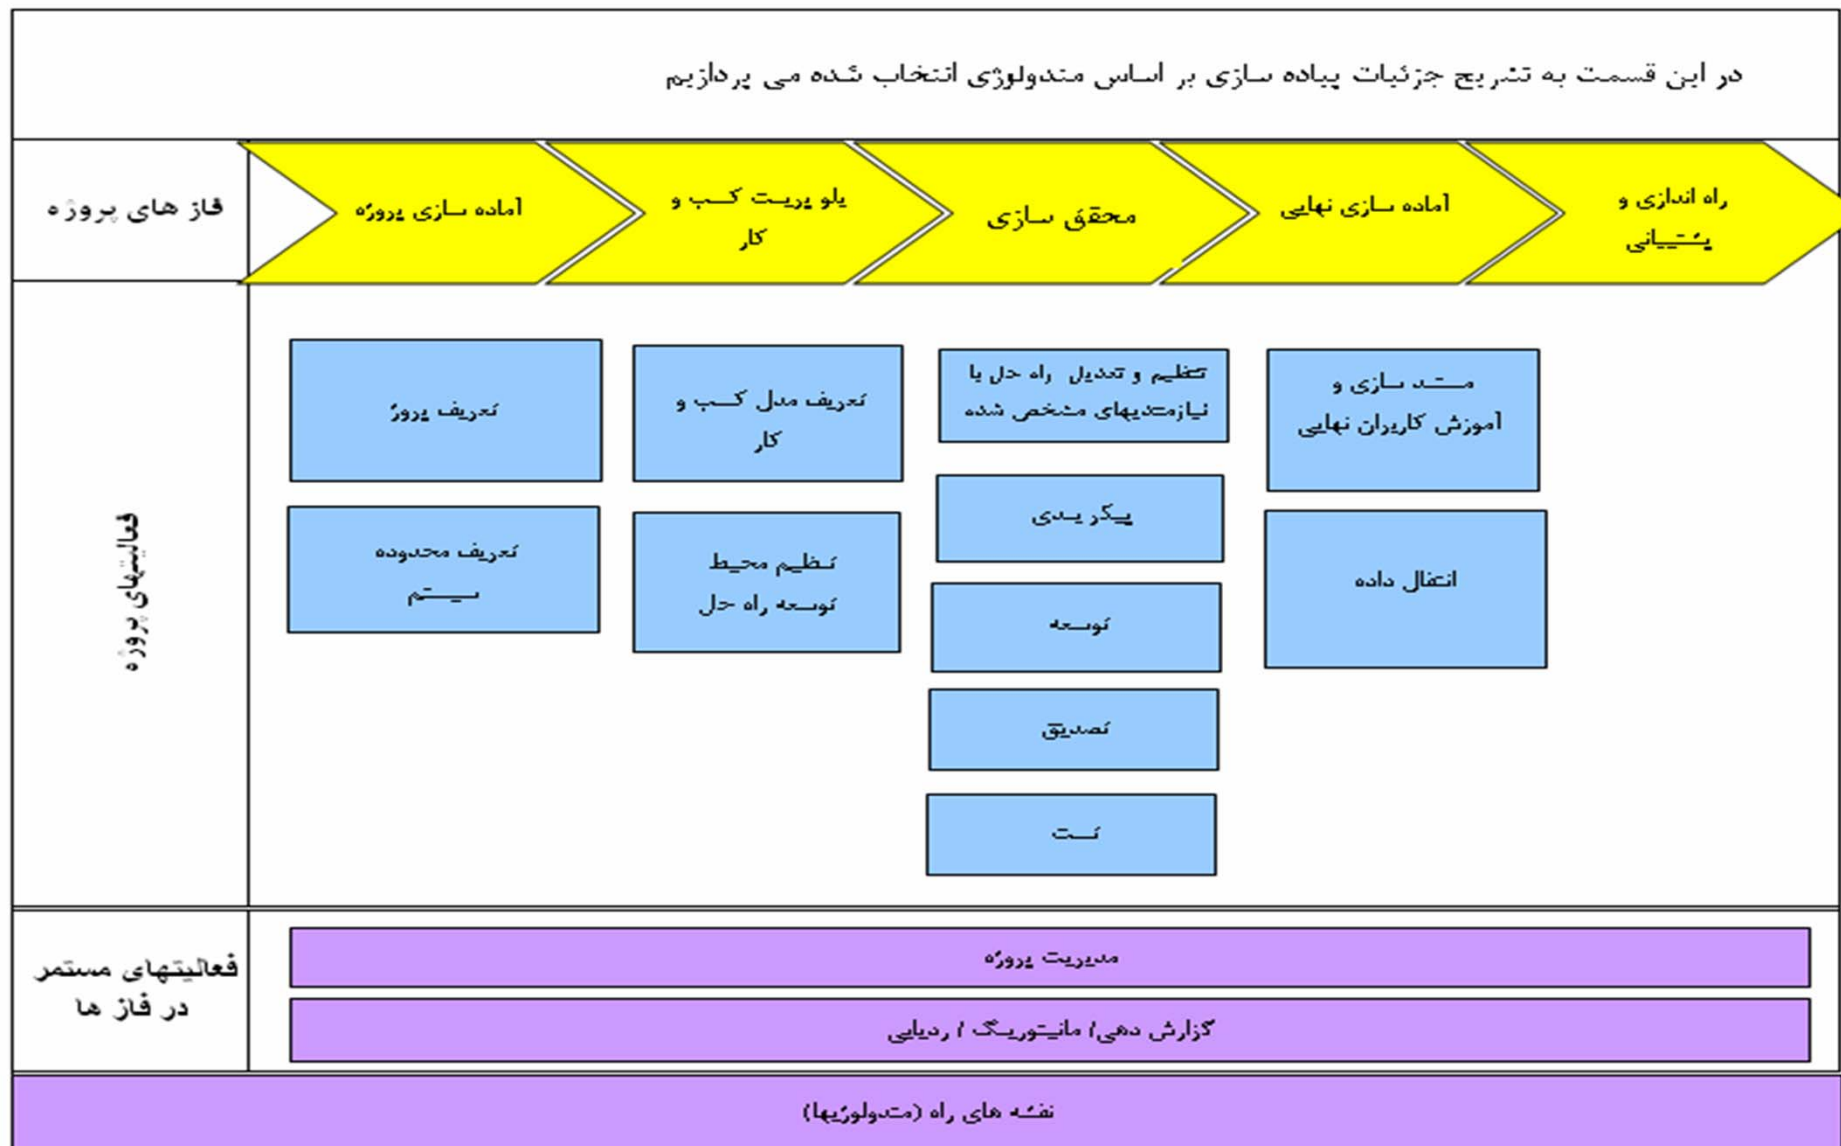 در این قسمت به تشریح جزئیات پیاده سازی بر اساس متدولوژی انتخاب شده می پردازیم
فاز های پروژه
آماده سازی پروژه
بلو پرینت کسب و
کار
محقق سازی
آماده سازی نهایی
راه اندازی و
پشتیبانی
فعالیتهای پروژه
تعریف پروژ
تعریف محدوده
سیستم
تعریف مدل کسب و
کار
تنظیم محیط
توسعه راه حل
تنظیم و تعدیل راه حل با
نیازمندیهای مشخص شده
پیکر بندی
توسعه
تصدیق
تست
مستند سازی و
آموزش کاربران نهایی
انتقال داده
فعالیتهای مستمر
در فاز ها
مدیریت پروژه
گزارش دهی/ مانیتورینگ / ردیابی
نقشه های راه (متدولوژیها)